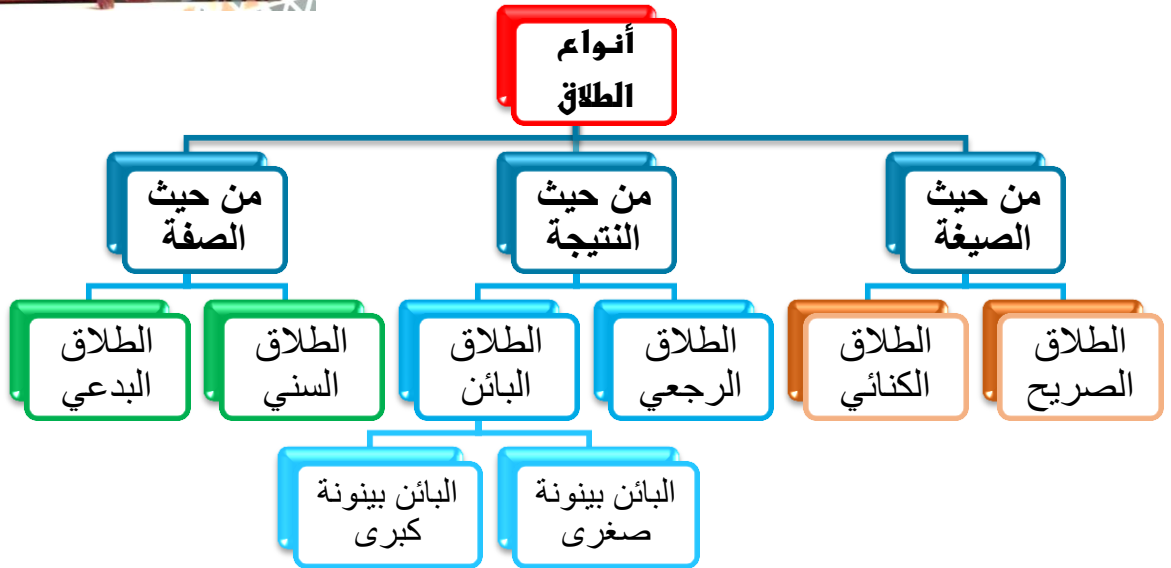 أنواع
الطلاق
من حيث
الصيغة
من حيث
النتيجة
من حيث
الصفة
الطلاق
الصريح
الطلاق
الكنائي
الطلاق
الرجعي
الطلاق
البائن
الطلاق
السني
الطلاق
البدعي
البائن بينونة
صغرى
البائن بينونة
كبرى